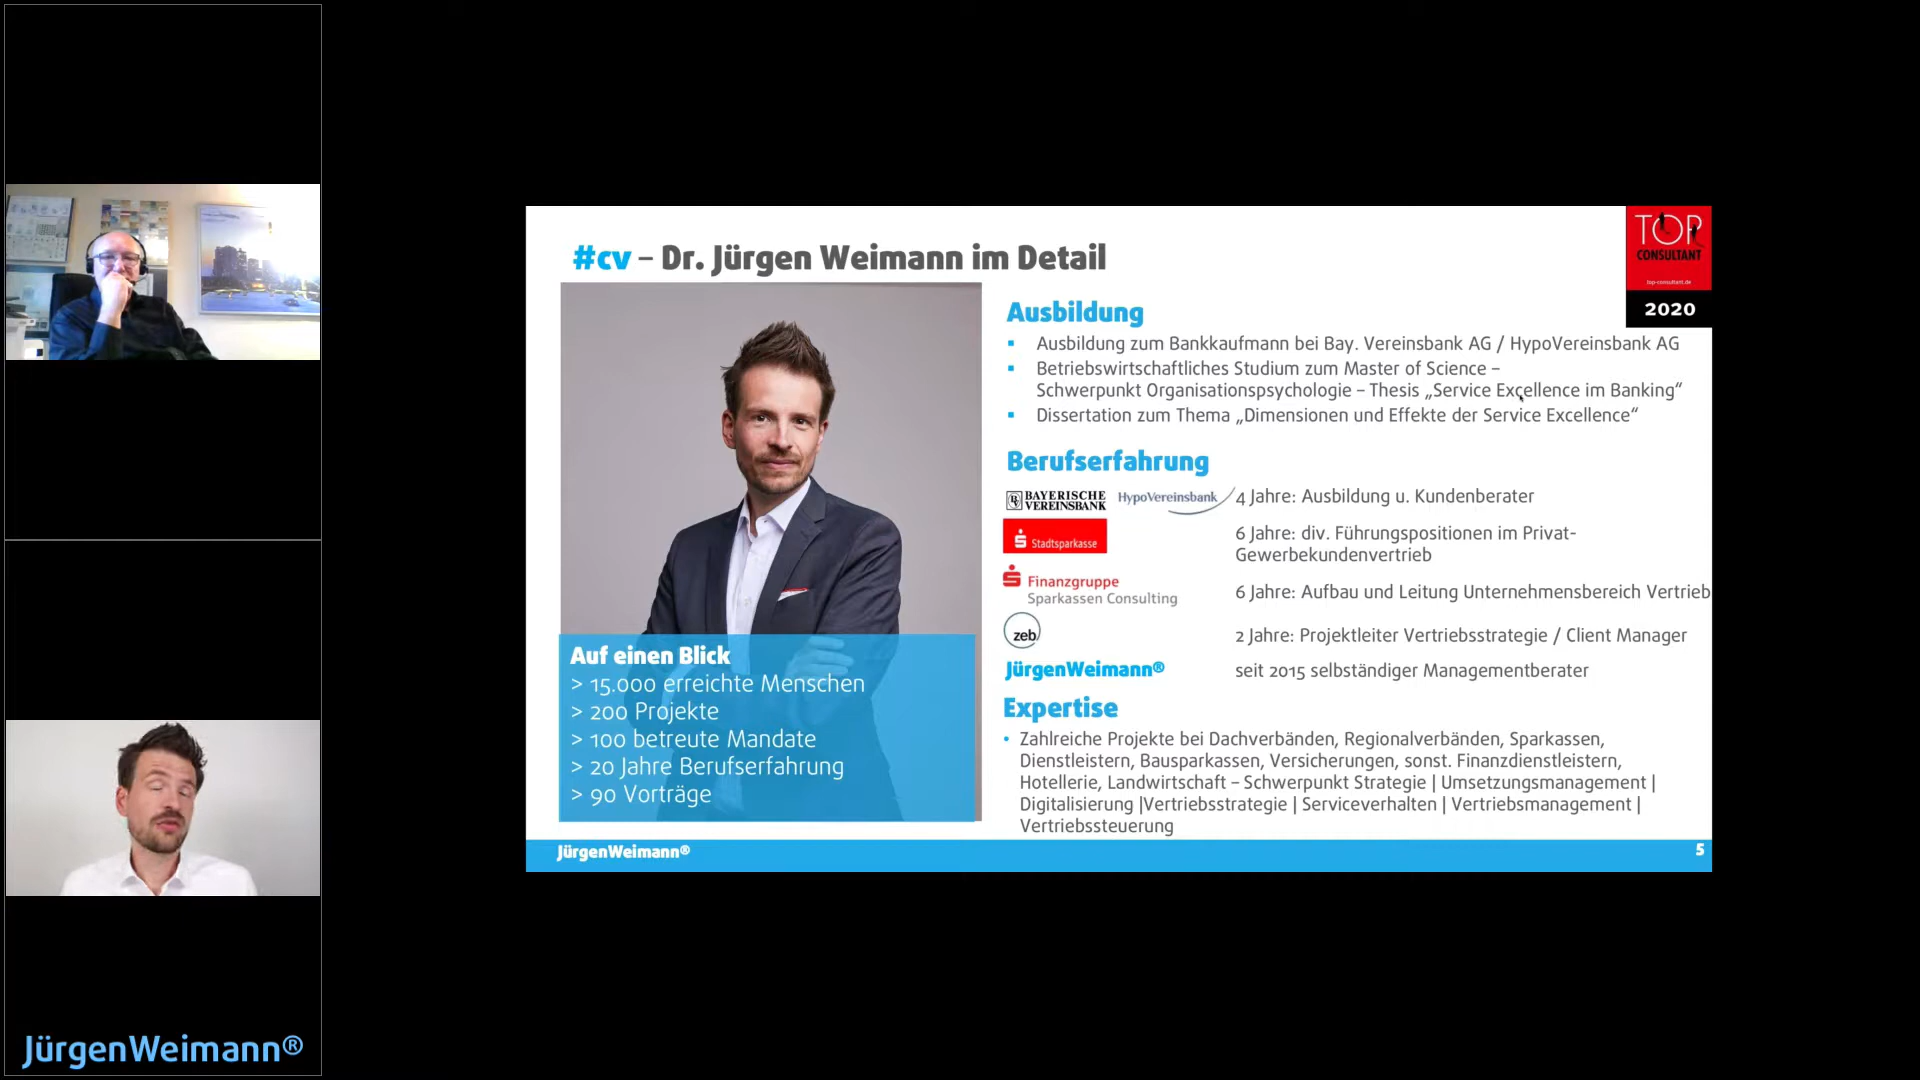 #cv – Dr. Jürgen Weimann im Detail
TOP
CONSULTANT
top-consultant.de
2020
Ausbildung
▪ Ausbildung zum Bankkaufmann bei Bay. Vereinsbank AG / HypoVereinsbank AG
▪ Betriebswirtschaftliches Studium zum Master of Science –
Schwerpunkt Organisationspsychologie – Thesis „Service Excellence im Banking“
▪ Dissertation zum Thema „Dimensionen und Effekte der Service Excellence“
Berufserfahrung
BAYERISCHE
VEREINSBANK
HypoVereinsbank
4 Jahre: Ausbildung u. Kundenberater
Stadtsparkasse
6 Jahre: div. Führungspositionen im Privat-
Gewerbekundenvertrieb
Finanzgruppe
Sparkassen Consulting
6 Jahre: Aufbau und Leitung Unternehmensbereich Vertrieb
zeb
2 Jahre: Projektleiter Vertriebsstrategie / Client Manager
JürgenWeimann®
seit 2015 selbständiger Managementberater
Expertise
• Zahlreiche Projekte bei Dachverbänden, Regionalverbänden, Sparkassen,
Dienstleistern, Bausparkassen, Versicherungen, sonst. Finanzdienstleistern,
Hotellerie, Landwirtschaft – Schwerpunkt Strategie | Umsetzungsmanagement |
Digitalisierung |Vertriebsstrategie | Serviceverhalten | Vertriebsmanagement |
Vertriebssteuerung
Auf einen Blick
> 15.000 erreichte Menschen
> 200 Projekte
> 100 betreute Mandate
> 20 Jahre Berufserfahrung
> 90 Vorträge
JürgenWeimann®
5
JürgenWeimann®